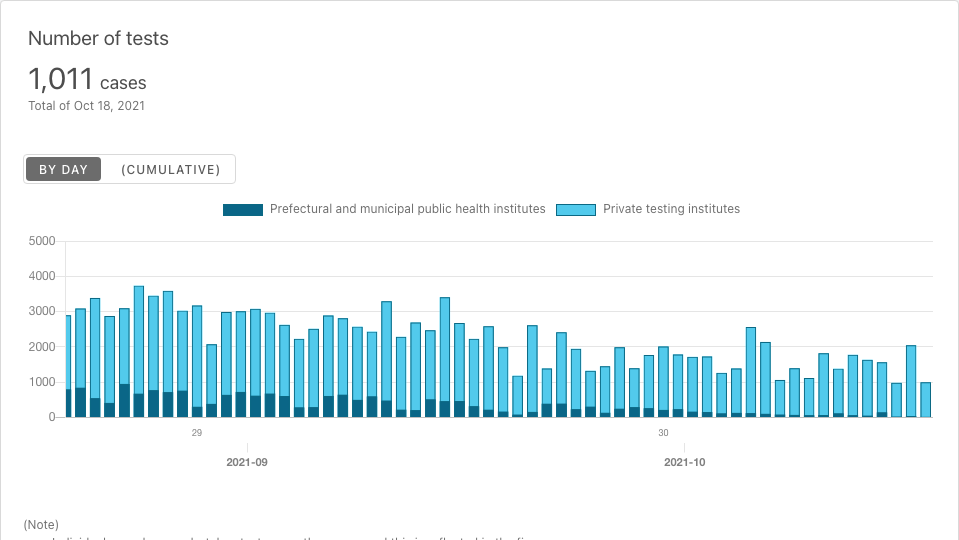 Number of tests
1,011 cases
Total of Oct 18, 2021
BY DAY (CUMULATIVE)
Prefectural and municipal public health institutes Private testing institutes
5000
4000
3000
2000
1000
0
29 30
2021-09 2021-10
(Note)